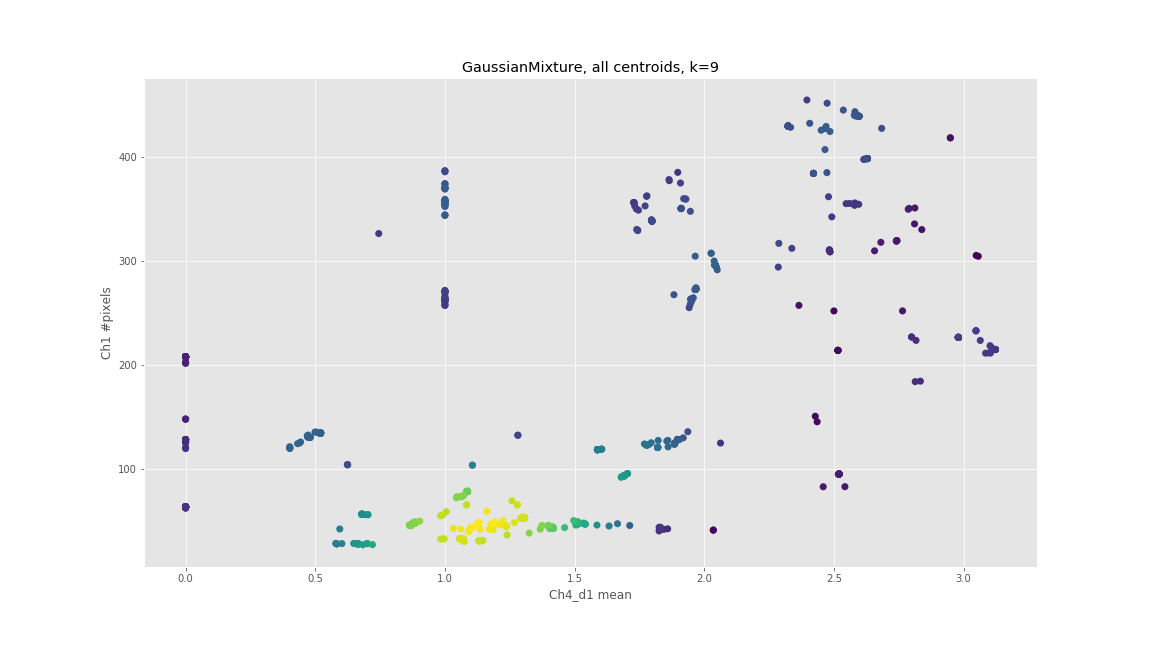 GaussianMixture, all centroids, k=9
Ch1 #pixels
400
300
200
100
0.0 0.5 1.0 1.5 2.0 2.5 3.0
Ch4_d1 mean